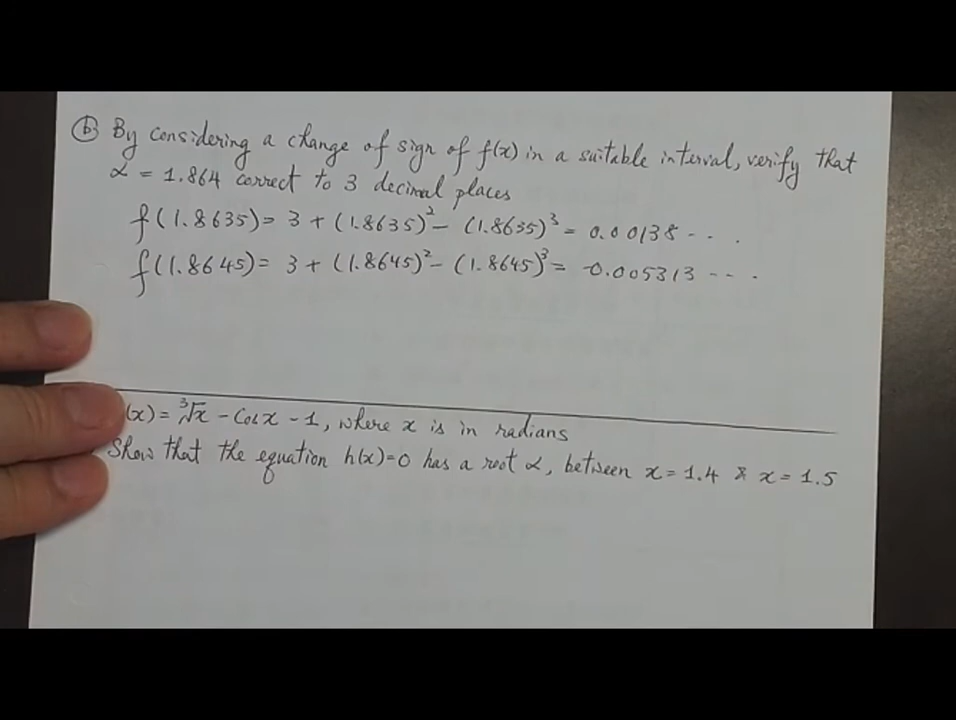 (b) By considering a change of sign of f(x) in a suitable interval, verify that
α = 1.864 correct to 3 decimal places
f(1.8635) = 3 + (1.8635)² - (1.8635)³ = 0.00138 - - .
f(1.8645) = 3 + (1.8645)² - (1.8645)³ = -0.005313 - - .
(x) = ³√x - Cos x - 1, where x is in radians
Show that the equation h(x)=0 has a root α, between x = 1.4 & x = 1.5